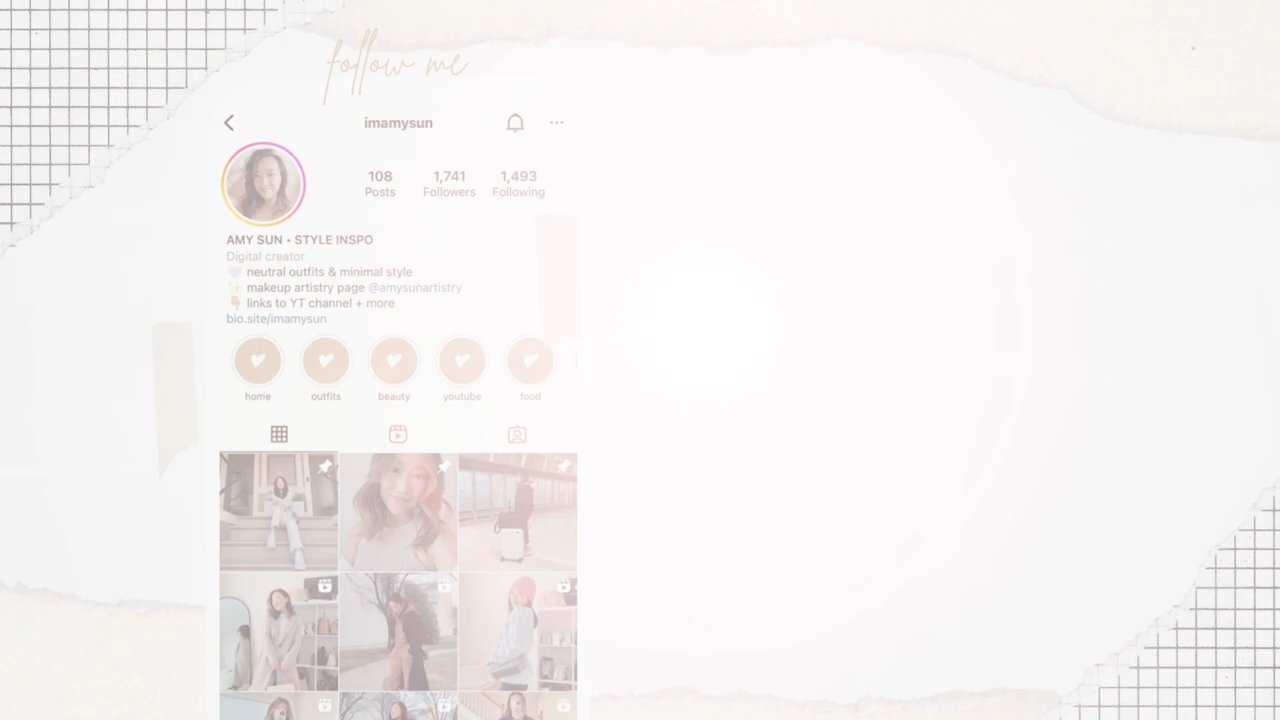 follow me
imamysun
108 1,741 1,493
Posts Followers Following
AMY SUN • STYLE INSPO
Digital creator
🤍 neutral outfits & minimal style
✨ makeup artistry page @amysunartistry
👇🏼 links to YT channel + more
bio.site/imamysun
home outfits beauty youtube food